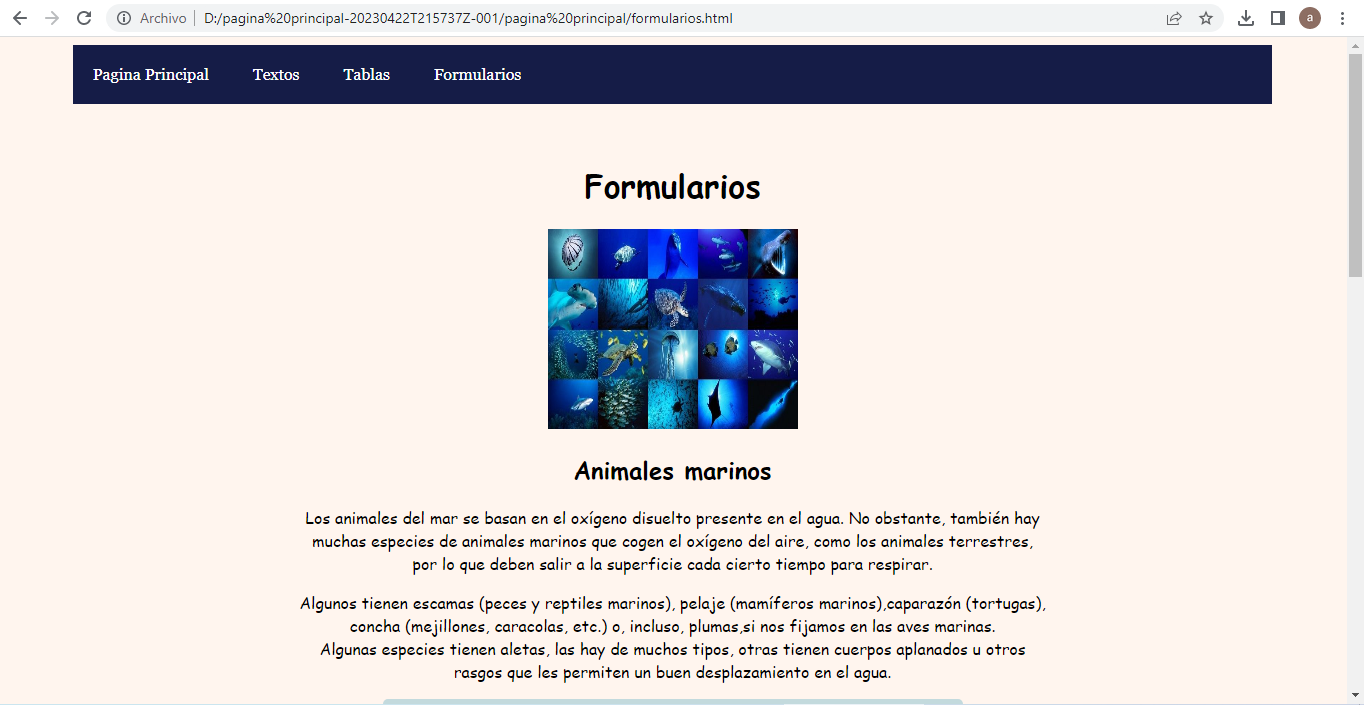 Archivo D:/pagina%20principal-20230422T215737Z-001/pagina%20principal/formularios.html
a
Pagina Principal Textos Tablas Formularios
Formularios
Animales marinos
Los animales del mar se basan en el oxígeno disuelto presente en el agua. No obstante, también hay
muchas especies de animales marinos que cogen el oxígeno del aire, como los animales terrestres,
por lo que deben salir a la superficie cada cierto tiempo para respirar.
Algunos tienen escamas (peces y reptiles marinos), pelaje (mamíferos marinos),caparazón (tortugas),
concha (mejillones, caracolas, etc.) o, incluso, plumas,si nos fijamos en las aves marinas.
Algunas especies tienen aletas, las hay de muchos tipos, otras tienen cuerpos aplanados u otros
rasgos que les permiten un buen desplazamiento en el agua.